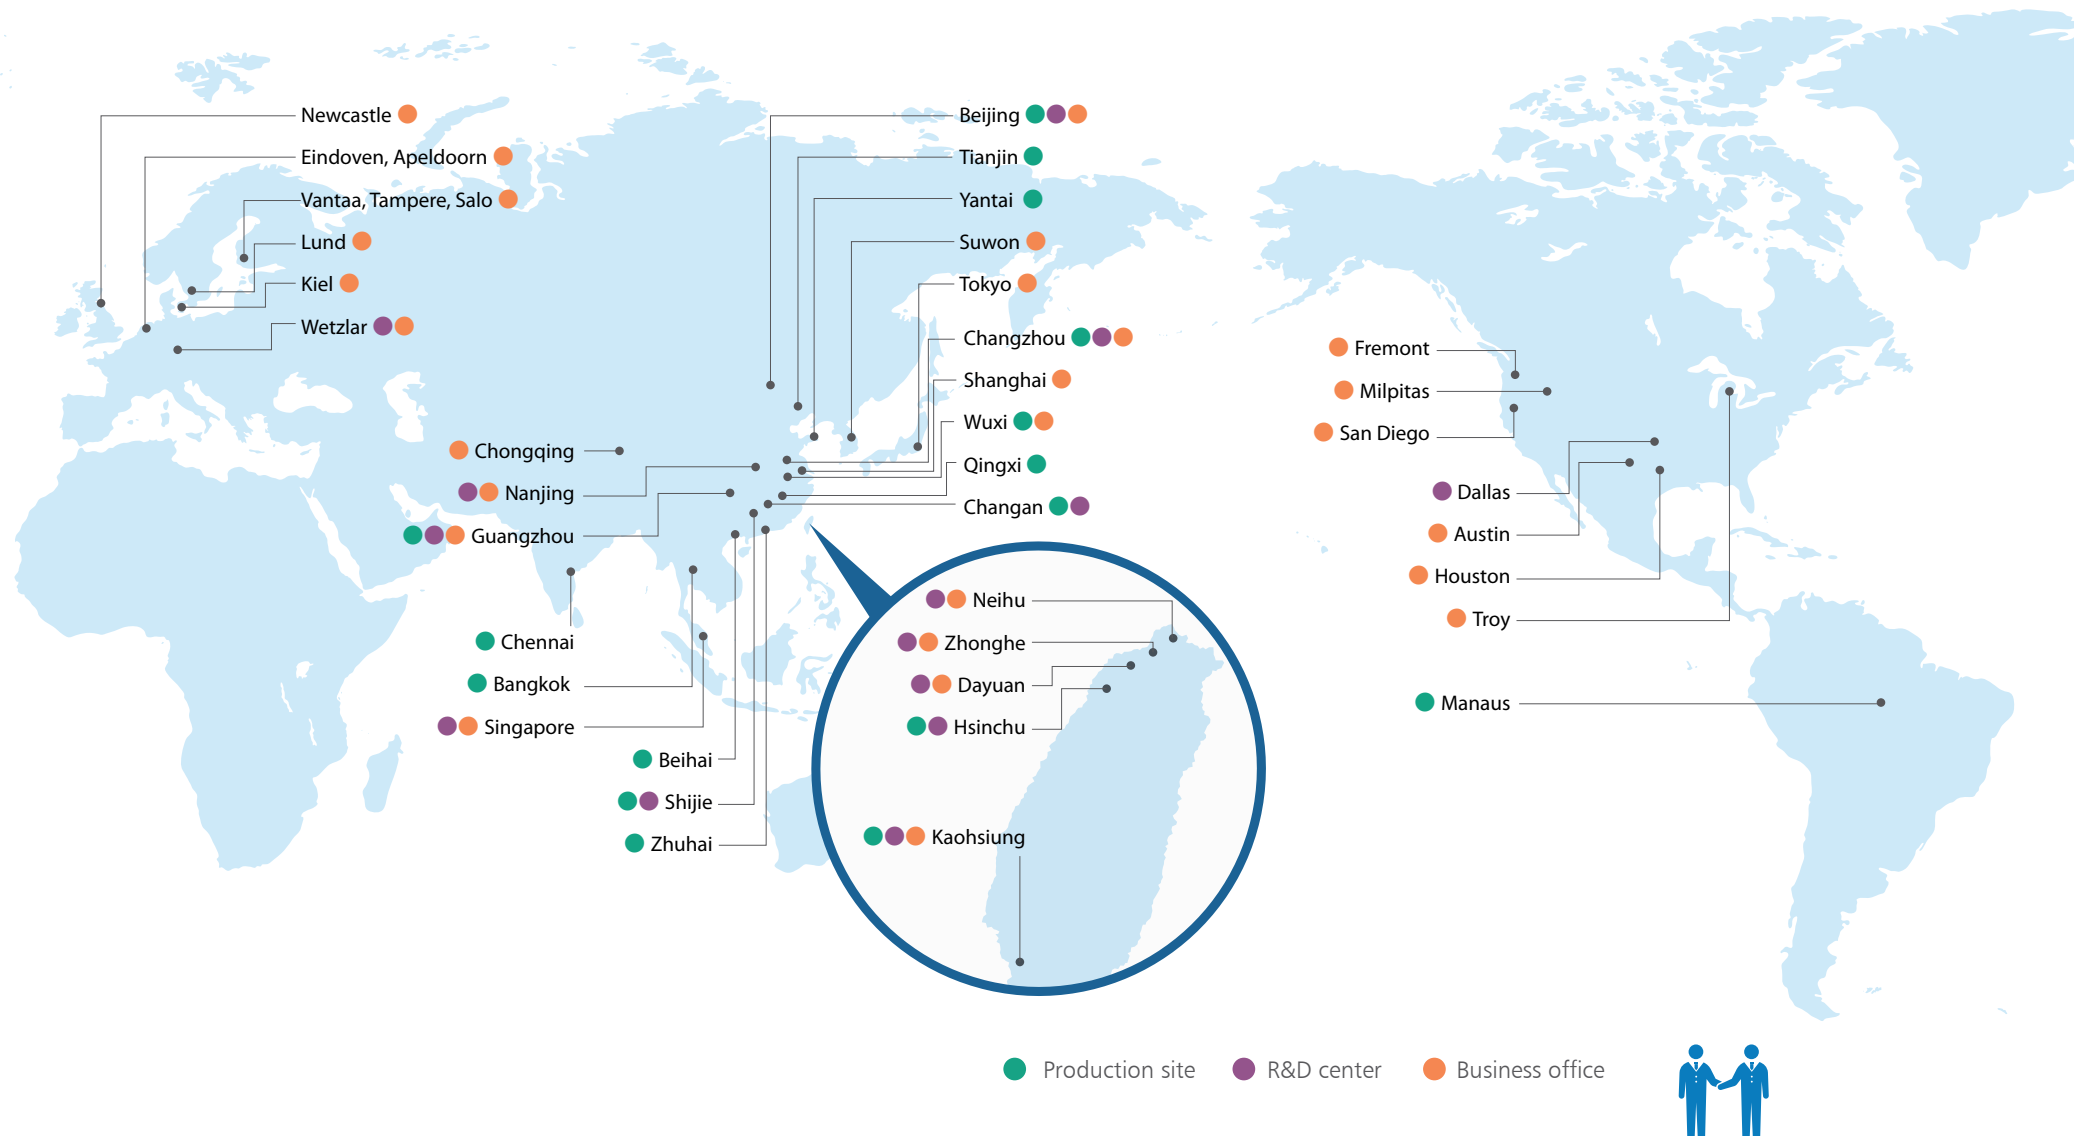 Newcastle
Eindoven, Apeldoorn
Vantaa, Tampere, Salo
Lund
Kiel
Wetzlar
Beijing
Tianjin
Yantai
Suwon
Tokyo
Changzhou
Shanghai
Wuxi
Qingxi
Changan
Chongqing
Nanjing
Guangzhou
Chennai
Bangkok
Singapore
Beihai
Shijie
Zhuhai
Neihu
Zhonghe
Dayuan
Hsinchu
Kaohsiung
Fremont
Milpitas
San Diego
Dallas
Austin
Houston
Troy
Manaus
Production site
R&D center
Business office